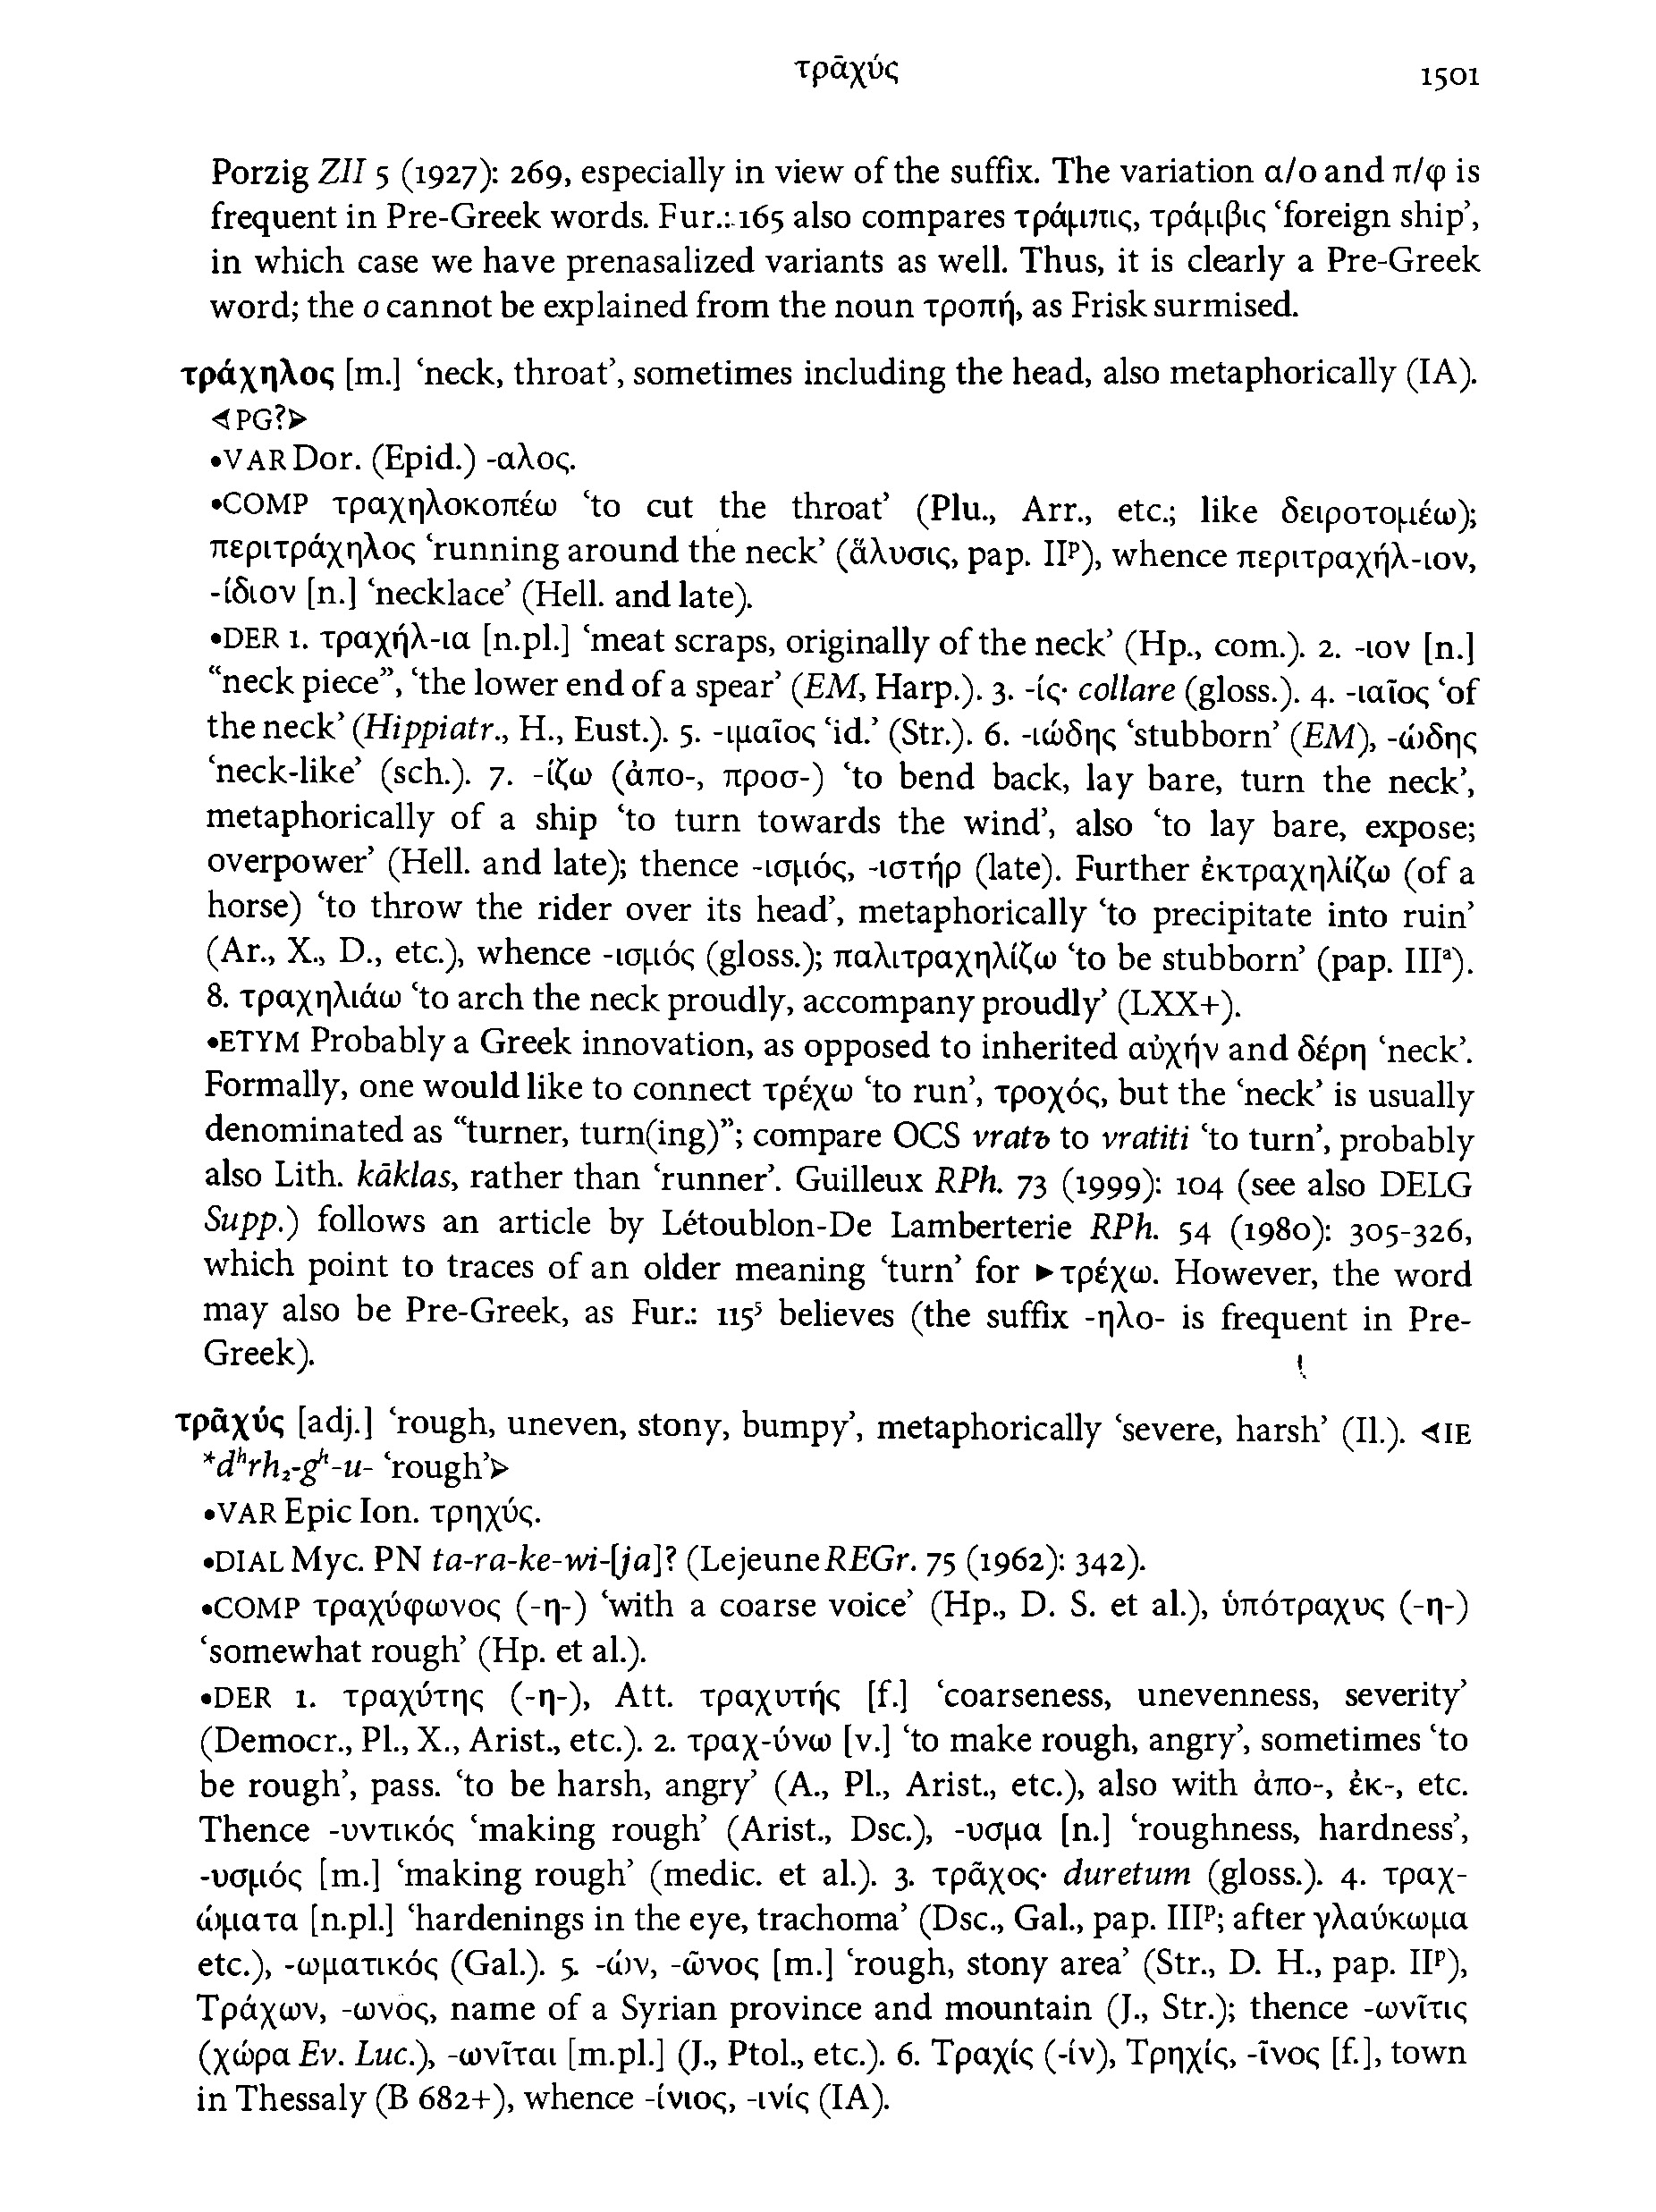 τρᾱχύς 1501
Porzig ZII 5 (1927): 269, especially in view of the suffix. The variation α/ο and π/φ is
frequent in Pre-Greek words. Fur.: 165 also compares τράμπις, τράμβις ‘foreign ship’,
in which case we have prenasalized variants as well. Thus, it is clearly a Pre-Greek
word; the o cannot be explained from the noun τροπή, as Frisk surmised.
τράχηλος [m.] ‘neck, throat’, sometimes including the head, also metaphorically (IA).
◁PG?▷
•VAR Dor. (Epid.) -αλος.
•COMP τραχηλοκοπέω ‘to cut the throat’ (Plu., Arr., etc.; like δειροτομέω);
περιτράχηλος ‘running around the neck’ (ἅλυσις, pap. IIᵖ), whence περιτραχήλ-ιον,
-ίδιον [n.] ‘necklace’ (Hell. and late).
•DER 1. τραχήλ-ια [n.pl.] ‘meat scraps, originally of the neck’ (Hp., com.). 2. -ιον [n.]
“neck piece”, ‘the lower end of a spear’ (EM, Harp.). 3. -ίς· collare (gloss.). 4. -ιαῖος ‘of
the neck’ (Hippiatr., H., Eust.). 5. -ιμαῖος ‘id.’ (Str.). 6. -ιώδης ‘stubborn’ (EM), -ώδης
‘neck-like’ (sch.). 7. -ίζω (ἀπο-, προσ-) ‘to bend back, lay bare, turn the neck’,
metaphorically of a ship ‘to turn towards the wind’, also ‘to lay bare, expose;
overpower’ (Hell. and late); thence -ισμός, -ιστήρ (late). Further ἐκτραχηλίζω (of a
horse) ‘to throw the rider over its head’, metaphorically ‘to precipitate into ruin’
(Ar., X., D., etc.), whence -ισμός (gloss.); παλιτραχηλίζω ‘to be stubborn’ (pap. IIIᵃ).
8. τραχηλιάω ‘to arch the neck proudly, accompany proudly’ (LXX+).
•ETYM Probably a Greek innovation, as opposed to inherited αὐχήν and δέρη ‘neck’.
Formally, one would like to connect τρέχω ‘to run’, τροχός, but the ‘neck’ is usually
denominated as “turner, turn(ing)”; compare OCS vratъ to vratiti ‘to turn’, probably
also Lith. kãklas, rather than ‘runner’. Guilleux RPh. 73 (1999): 104 (see also DELG
Supp.) follows an article by Létoublon-De Lamberterie RPh. 54 (1980): 305-326,
which point to traces of an older meaning ‘turn’ for ►τρέχω. However, the word
may also be Pre-Greek, as Fur.: 115⁵ believes (the suffix -ηλο- is frequent in Pre-
Greek).
τρᾱχύς [adj.] ‘rough, uneven, stony, bumpy’, metaphorically ‘severe, harsh’ (Il.). ◁IE
*dʰrh₂-gʰ-u- ‘rough’▷
•VAR Epic Ion. τρηχύς.
•DIAL Myc. PN ta-ra-ke-wi-[ja]? (Lejeune REGr. 75 (1962): 342).
•COMP τραχύφωνος (-η-) ‘with a coarse voice’ (Hp., D. S. et al.), ὑπότραχυς (-η-)
‘somewhat rough’ (Hp. et al.).
•DER 1. τραχύτης (-η-), Att. τραχυτής [f.] ‘coarseness, unevenness, severity’
(Democr., Pl., X., Arist., etc.). 2. τραχ-ύνω [v.] ‘to make rough, angry’, sometimes ‘to
be rough’, pass. ‘to be harsh, angry’ (A., Pl., Arist., etc.), also with ἀπο-, ἐκ-, etc.
Thence -υντικός ‘making rough’ (Arist., Dsc.), -υσμα [n.] ‘roughness, hardness’,
-υσμός [m.] ‘making rough’ (medic. et al.). 3. τρᾶχος· duretum (gloss.). 4. τραχ-
ώματα [n.pl.] ‘hardenings in the eye, trachoma’ (Dsc., Gal., pap. IIIᵖ; after γλαύκωμα
etc.), -ωματικός (Gal.). 5. -ών, -ῶνος [m.] ‘rough, stony area’ (Str., D. H., pap. IIᵖ),
Τράχων, -ωνος, name of a Syrian province and mountain (J., Str.); thence -ωνῖτις
(χώρα Ev. Luc.), -ωνῖται [m.pl.] (J., Ptol., etc.). 6. Τραχίς (-ίν), Τρηχίς, -ῖνος [f.], town
in Thessaly (B 682+), whence -ίνιος, -ινίς (IA).